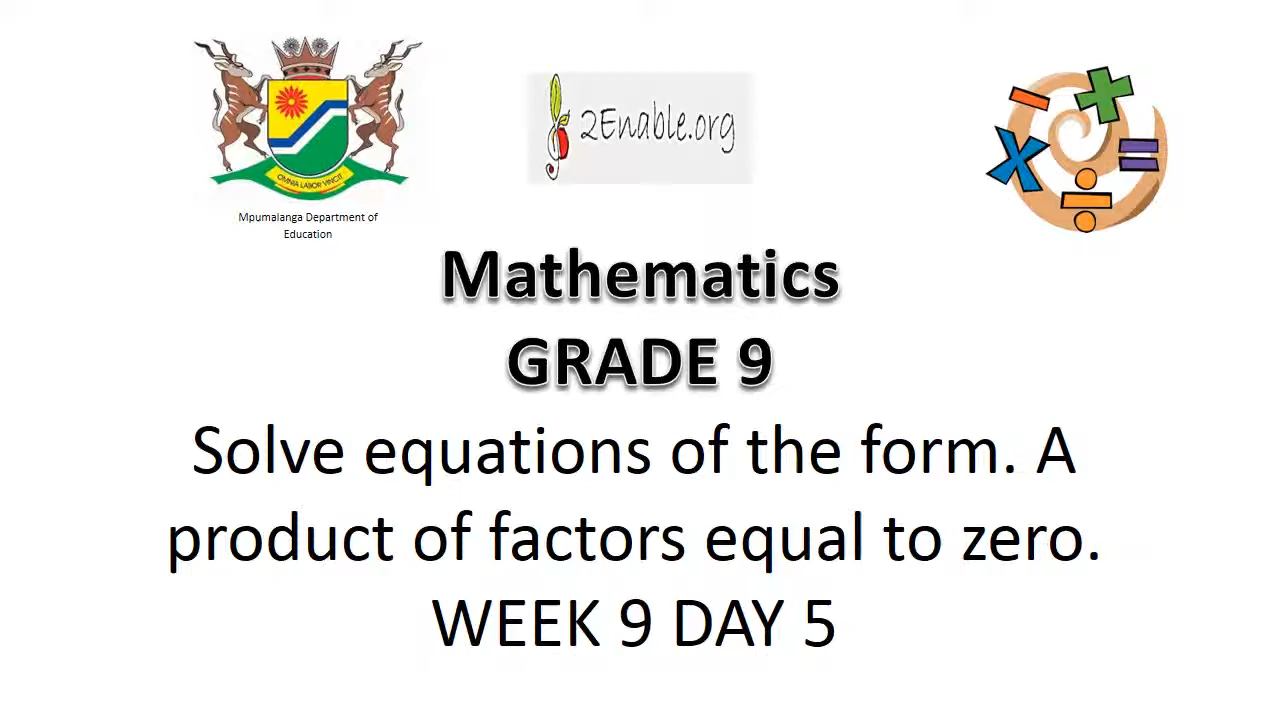 OMNIA LABOR VINCIT
2Enable.org
Mpumalanga Department of
Education
Mathematics
GRADE 9
Solve equations of the form. A
product of factors equal to zero.
WEEK 9 DAY 5